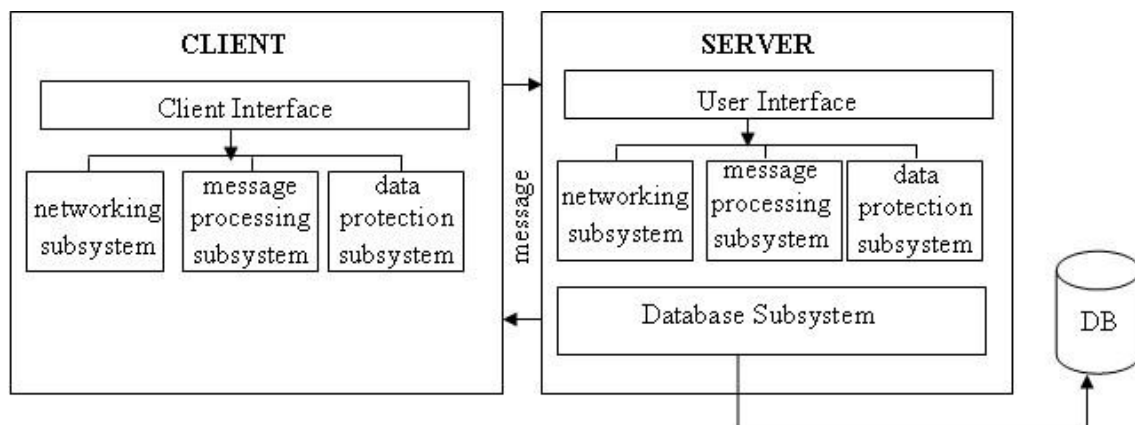 CLIENT
Client Interface
networking
subsystem
message
processing
subsystem
data
protection
subsystem
message
SERVER
User Interface
networking
subsystem
message
processing
subsystem
data
protection
subsystem
Database Subsystem
DB